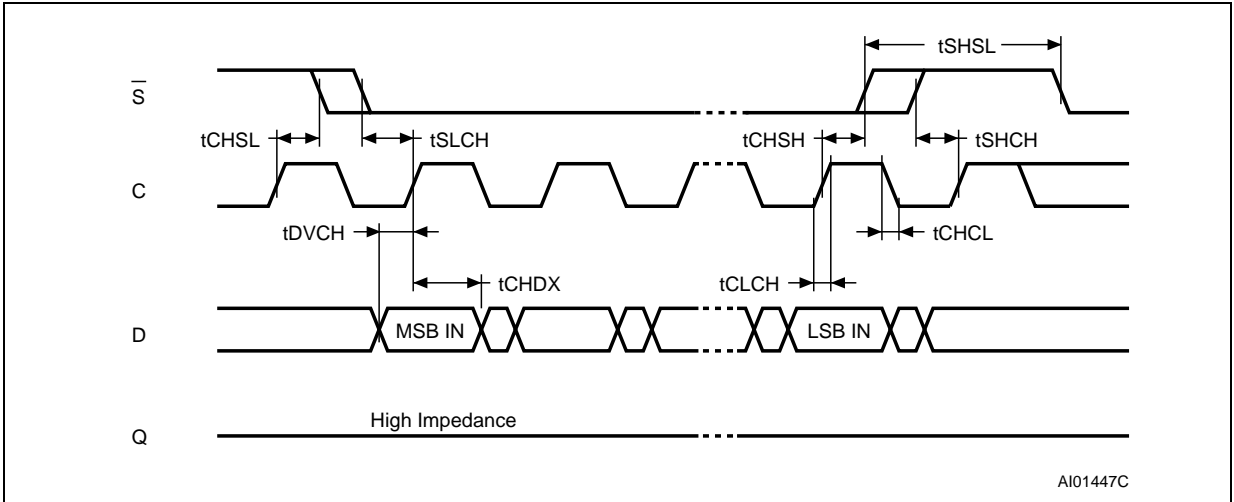 tSHSL
S̅
tCHSL
tSLCH
tCHSH
tSHCH
C
tDVCH
tCHCL
tCHDX
tCLCH
D
MSB IN
LSB IN
High Impedance
Q
AI01447C